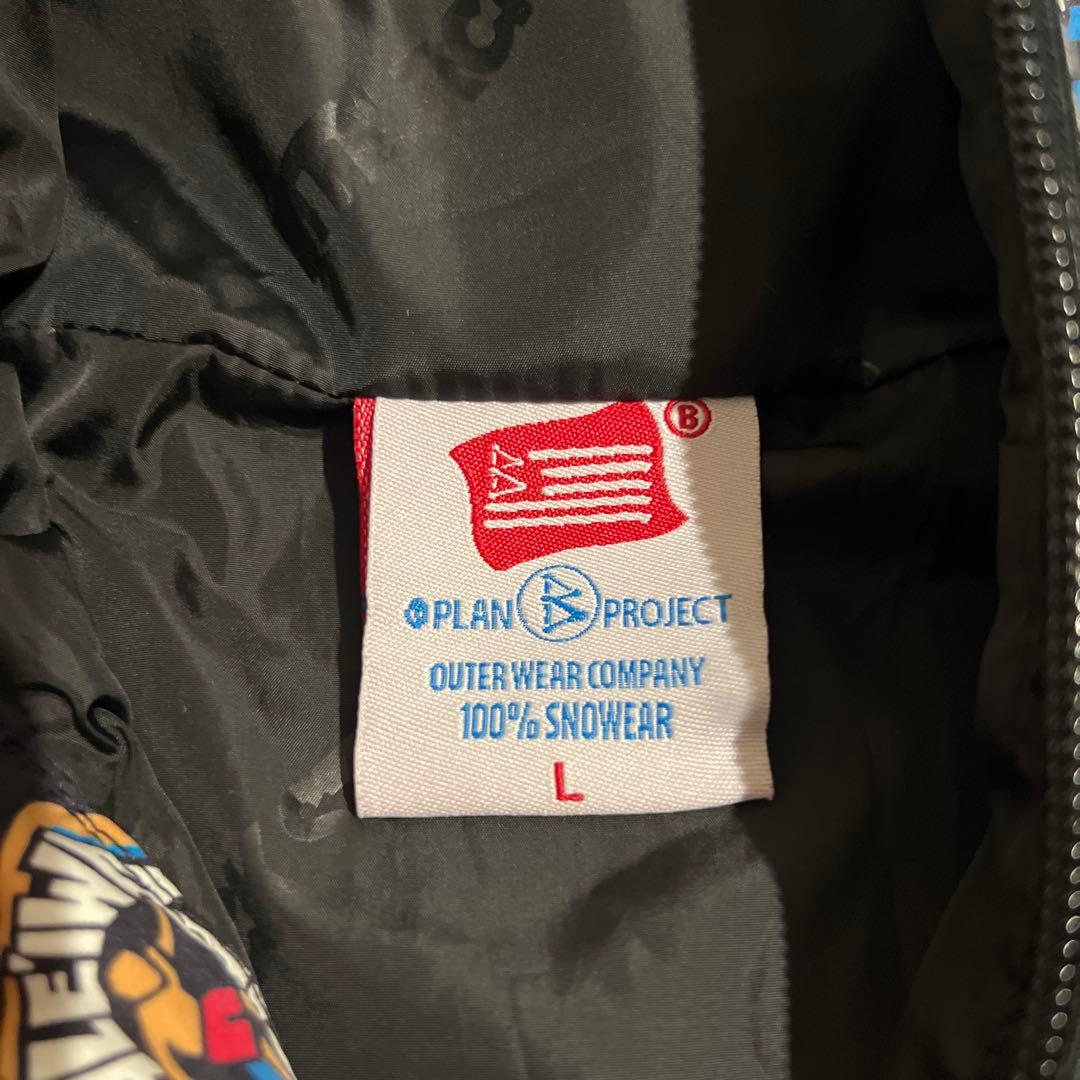 B
PLAN PROJECT
OUTER WEAR COMPANY
100% SNOWEAR
L